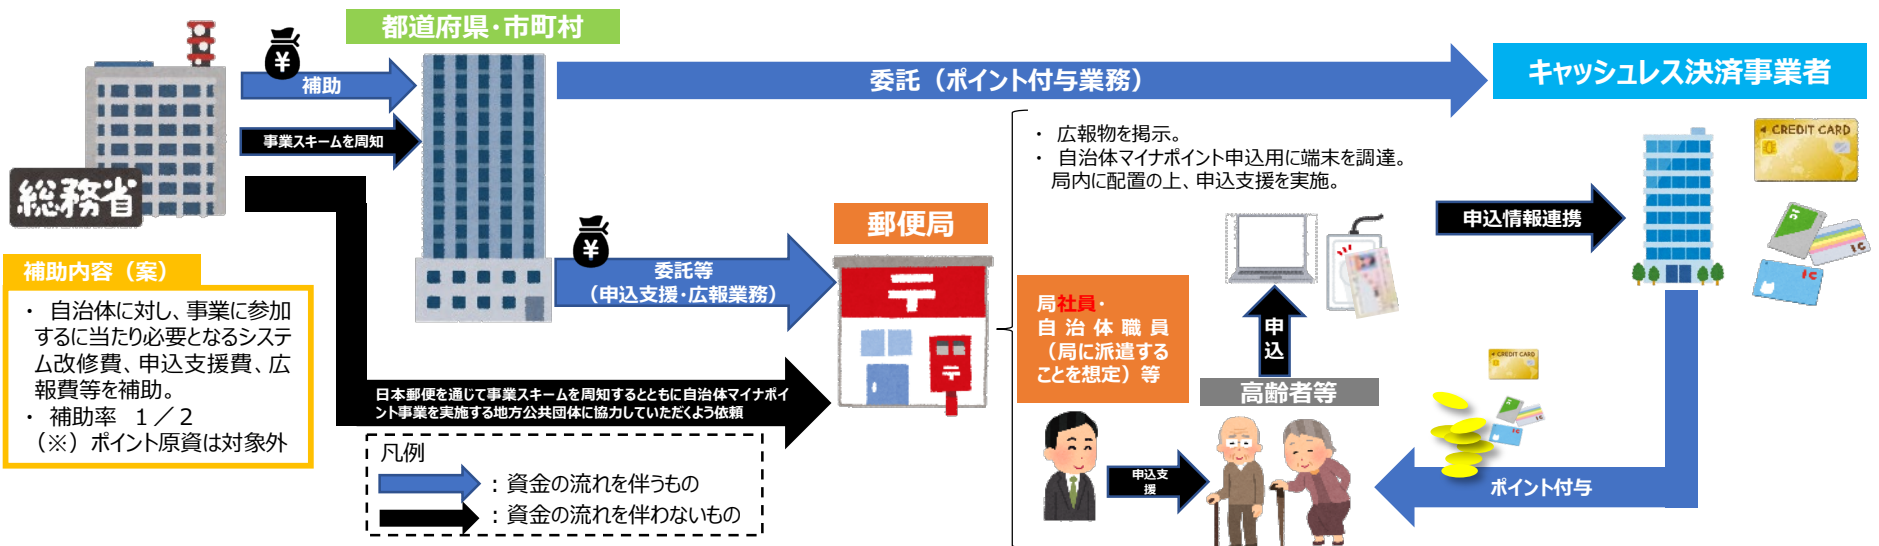 都道府県・市町村
¥
補助
事業スキームを周知
総務省
補助内容（案）
・ 自治体に対し、事業に参加
するに当たり必要となるシステ
ム改修費、申込支援費、広
報費等を補助。
・ 補助率 １／２
（※）ポイント原資は対象外
委託（ポイント付与業務）
キャッシュレス決済事業者
¥
委託等
（申込支援・広報業務）
郵便局
〒
日本郵便を通じて事業スキームを周知するとともに自治体マイナポイ
ント事業を実施する地方公共団体に協力していただくよう依頼
凡例
：資金の流れを伴うもの
：資金の流れを伴わないもの
・ 広報物を掲示。
・ 自治体マイナポイント申込用に端末を調達。
局内に配置の上、申込支援を実施。
局社員・
自治体職員
（局に派遣する
ことを想定）等
申込
高齢者等
申込支
援
申込情報連携
CREDIT CARD
IC
IC
CREDIT CARD
ポイント付与